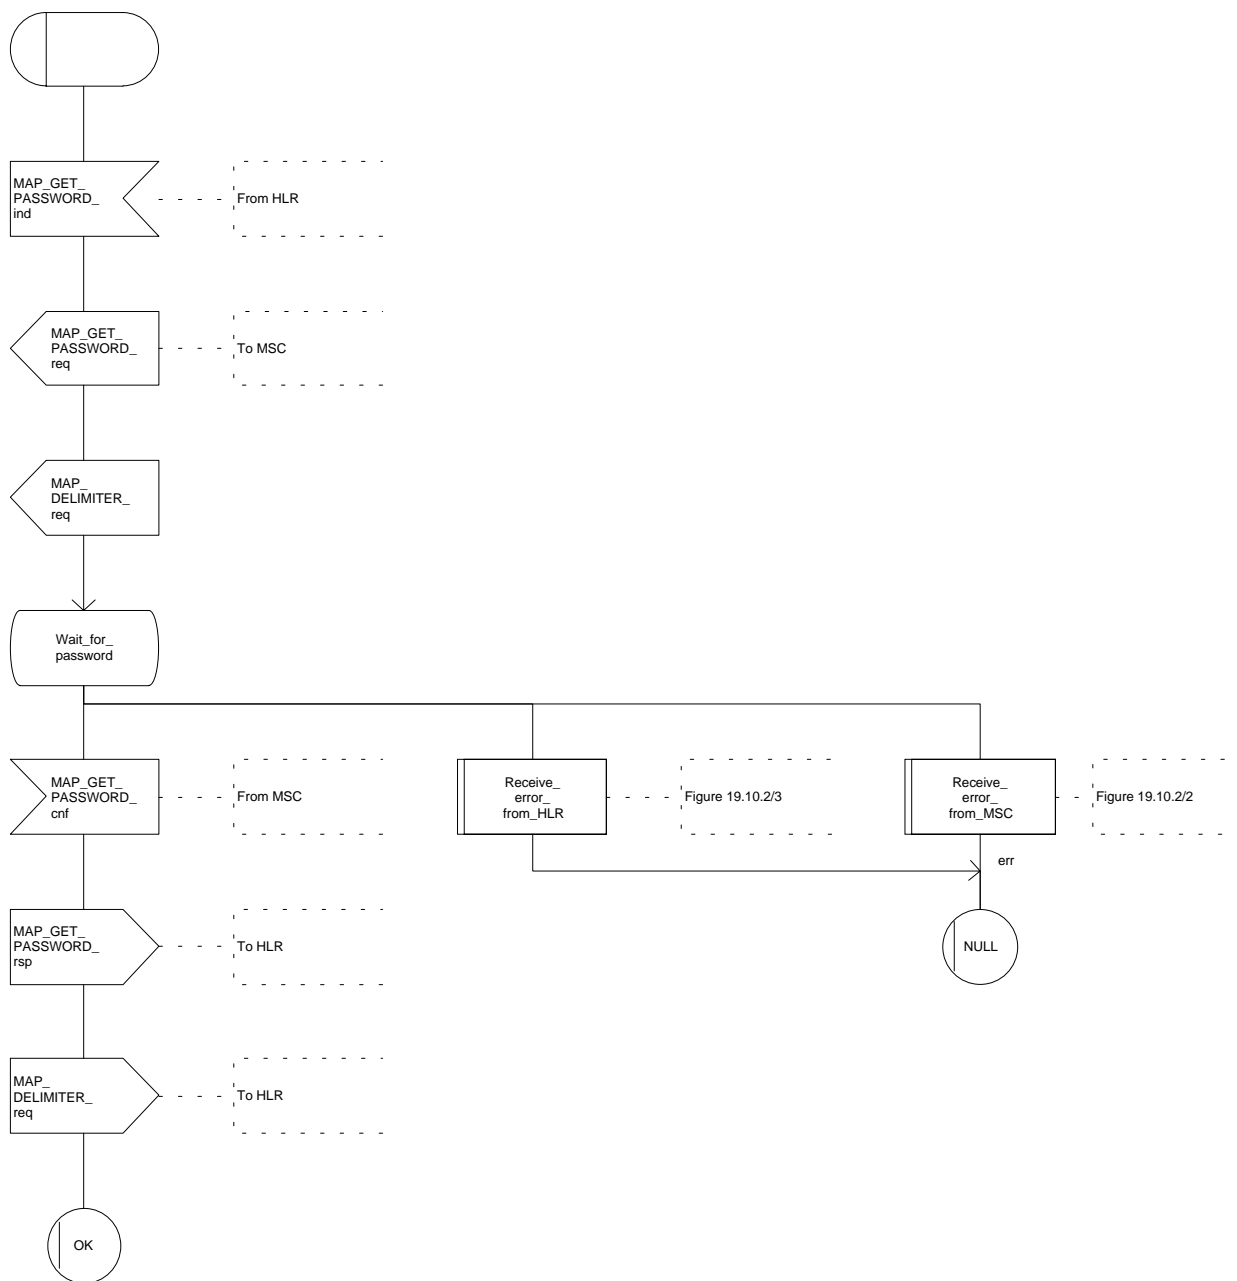 MAP_GET_
PASSWORD_
ind
From HLR
MAP_GET_
PASSWORD_
req
To MSC
MAP_
DELIMITER_
req
Wait_for_
password
MAP_GET_
PASSWORD_
cnf
From MSC
Receive_
error_
from_HLR
Figure 19.10.2/3
Receive_
error_
from_MSC
Figure 19.10.2/2
err
MAP_GET_
PASSWORD_
rsp
To HLR
NULL
MAP_
DELIMITER_
req
To HLR
OK